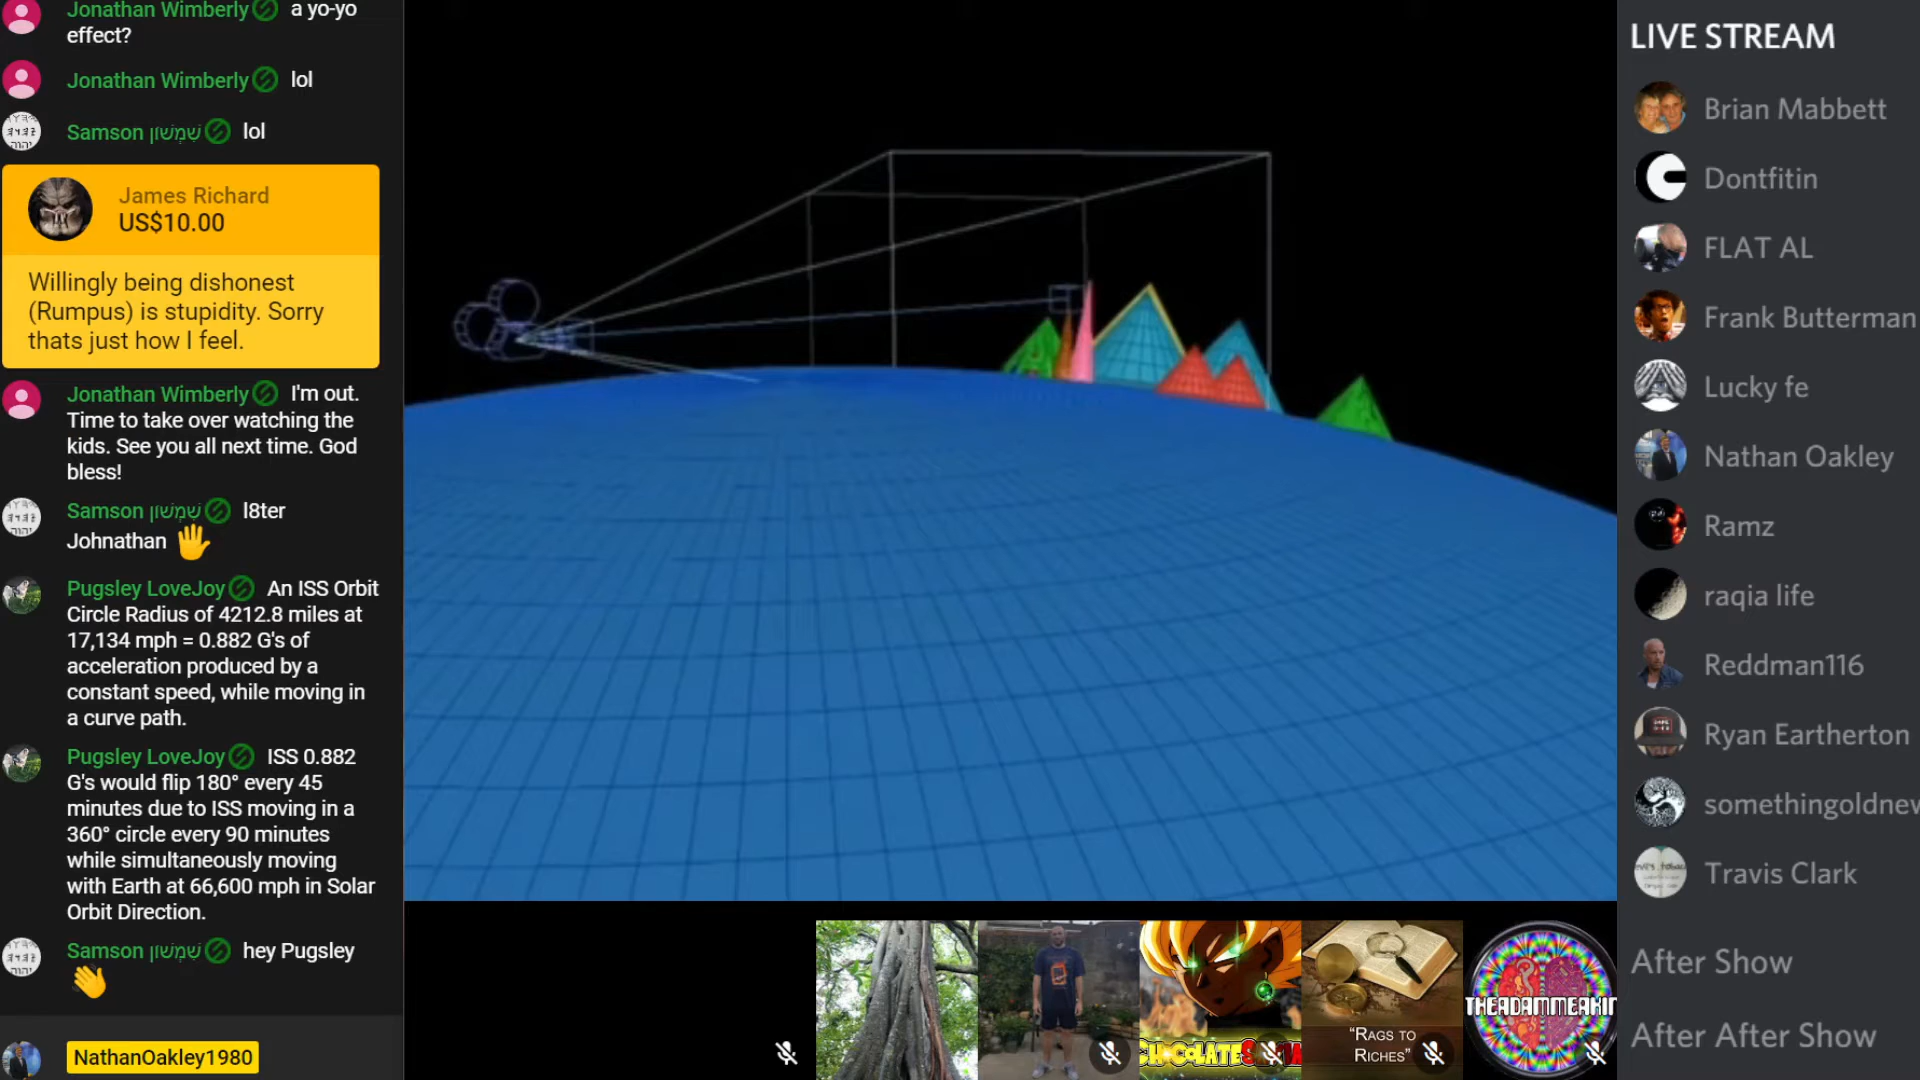 Jonathan Wimberly a yo-yo
effect?
Jonathan Wimberly lol
Samson שִׁמְשׁוֹן lol
James Richard
US$10.00
Willingly being dishonest
(Rumpus) is stupidity. Sorry
thats just how I feel.
Jonathan Wimberly I'm out.
Time to take over watching the
kids. See you all next time. God
bless!
Samson שִׁמְשׁוֹן l8ter
Johnathan
Pugsley LoveJoy An ISS Orbit
Circle Radius of 4212.8 miles at
17,134 mph = 0.882 G's of
acceleration produced by a
constant speed, while moving in
a curve path.
Pugsley LoveJoy ISS 0.882
G's would flip 180° every 45
minutes due to ISS moving in a
360° circle every 90 minutes
while simultaneously moving
with Earth at 66,600 mph in Solar
Orbit Direction.
Samson שִׁמְשׁוֹן hey Pugsley
NathanOakley1980
"RAGS TO
RICHES"
THEADAMMEAKIN
LIVE STREAM
Brian Mabbett
Dontfitin
FLAT AL
Frank Butterman
Lucky fe
Nathan Oakley
Ramz
raqia life
Reddman116
Ryan Eartherton
somethingoldnew
Travis Clark
After Show
After After Show